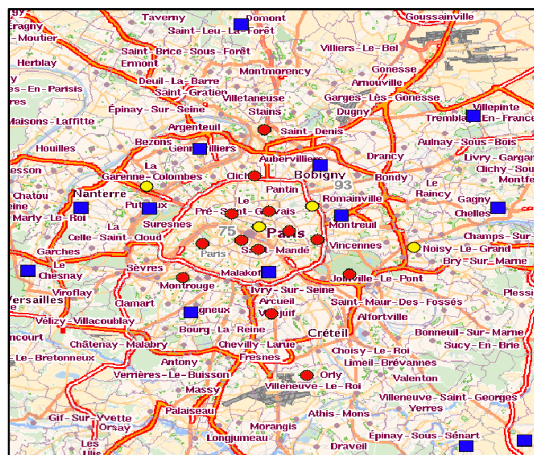 Taverny
Domont
Goussainville
Eragny
Saint-Leu-La-Forêt
Moutier
Saint-Brice-Sous-Forêt
Villiers-Le-Bel
Herblay
Ermont
Montmorency
Gonesse
Deuil-La-Barre
Arnouville
En-Parisis
Saint-Gratien
Villetaneuse
Garges-Lès-Gonesse
Villepinte
Épinay-Sur-Seine
Stains
Dugny
Tremblay-En-France
Maisons-Laffitte
Argenteuil
Saint-Denis
Houilles
Bezons
Gennevilliers
Drancy
Aulnay-Sous-Bois
La
Aubervilliers
Livry-Gargan
Garenne-Colombes
Clichy
Bobigny
Bondy
Clichy-Sous
Chatou
Nanterre
Pantin
93
Le
Raincy
Montfermeil
Puteaux
Le
Romainville
Gagny
Marly-Le-Roi
Pré-Saint-Gervais
Chelles
La
Suresnes
Montreuil
Celle-Saint-Cloud
75
Paris
Champs-Sur
Garches
Paris
Saint-Mandé
Vincennes
Noisy-Le-Grand
Le
Sèvres
Malakoff
Bry-Sur-Marne
Chesnay
Joinville-Le-Pont
Viroflay
Montrouge
Ivry-Sur-Seine
Versailles
Clamart
Arcueil
Saint-Maur-Des-Fossés
Bagneux
Villejuif
Alfortville
Vélizy-Villacoublay
Bourg-La-Reine
Créteil
Bonneuil-Sur-Marne
Châtenay-Malabry
Chevilly-Larue
Sucy-En-Brie
Le-Bretonneux
Fresnes
Choisy-Le-Roi
Antony
Limeil-Brévannes
Verrières-Le-Buisson
Orly
Valenton
Massy
Villeneuve-Le-Roi
Villeneuve-Saint-Georges
Palaiseau
Yerres
Gif-Sur-Yvette
Athis-Mons
Orsay
Morangis
Épinay-Sous-Sénart
Les
Longjumeau
Ulis
Draveil